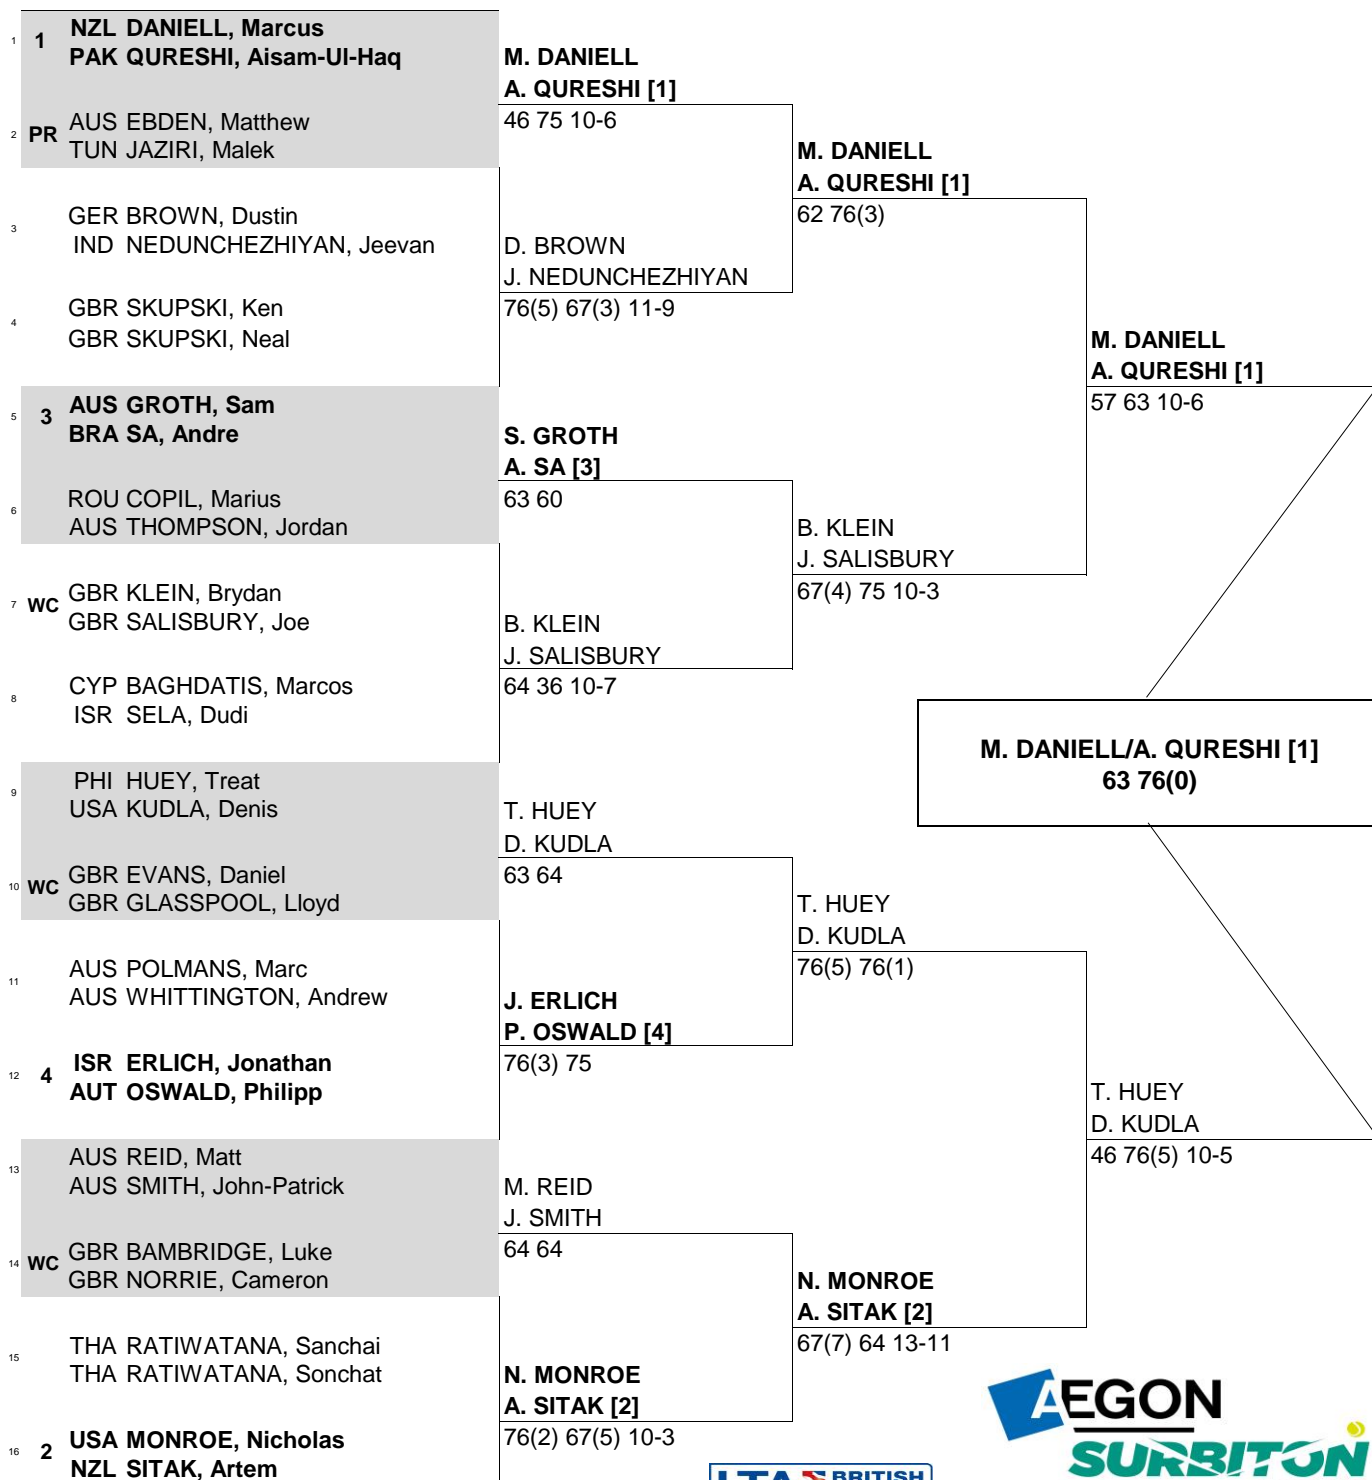 1 1 NZL DANIELL, Marcus
PAK QURESHI, Aisam-Ul-Haq
2 PR AUS EBDEN, Matthew
TUN JAZIRI, Malek
3 GER BROWN, Dustin
IND NEDUNCHEZHIYAN, Jeevan
4 GBR SKUPSKI, Ken
GBR SKUPSKI, Neal
5 3 AUS GROTH, Sam
BRA SA, Andre
6 ROU COPIL, Marius
AUS THOMPSON, Jordan
7 WC GBR KLEIN, Brydan
GBR SALISBURY, Joe
8 CYP BAGHDATIS, Marcos
ISR SELA, Dudi
9 PHI HUEY, Treat
USA KUDLA, Denis
10 WC GBR EVANS, Daniel
GBR GLASSPOOL, Lloyd
11 AUS POLMANS, Marc
AUS WHITTINGTON, Andrew
12 4 ISR ERLICH, Jonathan
AUT OSWALD, Philipp
13 AUS REID, Matt
AUS SMITH, John-Patrick
14 WC GBR BAMBRIDGE, Luke
GBR NORRIE, Cameron
15 THA RATIWATANA, Sanchai
THA RATIWATANA, Sonchat
16 2 USA MONROE, Nicholas
NZL SITAK, Artem
M. DANIELL
A. QURESHI [1]
46 75 10-6
D. BROWN
J. NEDUNCHEZHIYAN
76(5) 67(3) 11-9
S. GROTH
A. SA [3]
63 60
B. KLEIN
J. SALISBURY
64 36 10-7
T. HUEY
D. KUDLA
63 64
J. ERLICH
P. OSWALD [4]
76(3) 75
M. REID
J. SMITH
64 64
N. MONROE
A. SITAK [2]
76(2) 67(5) 10-3
M. DANIELL
A. QURESHI [1]
62 76(3)
B. KLEIN
J. SALISBURY
67(4) 75 10-3
T. HUEY
D. KUDLA
76(5) 76(1)
N. MONROE
A. SITAK [2]
67(7) 64 13-11
M. DANIELL
A. QURESHI [1]
57 63 10-6
T. HUEY
D. KUDLA
46 76(5) 10-5
M. DANIELL/A. QURESHI [1]
63 76(0)
AEGON
SURBITON
LTA BRITISH